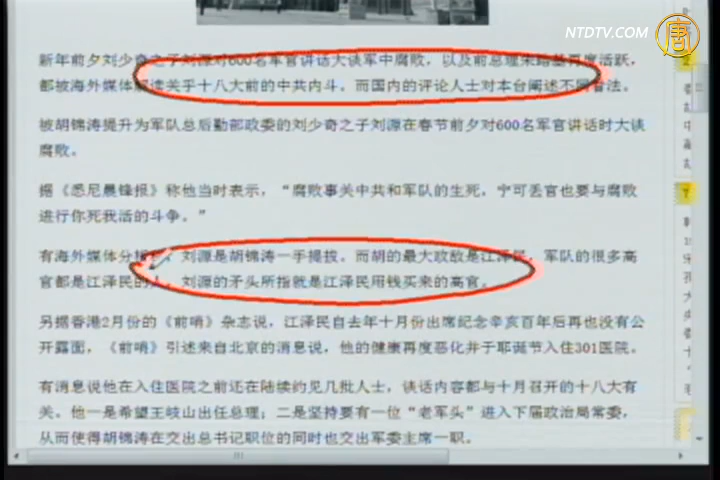 NTDTV.COM
唐
新年前夕刘少奇之子刘源对600名军官讲话大谈军中腐败，以及前总理朱镕基再度活跃，
都被海外媒体解读关乎十八大前的中共内斗。而国内的评论人士对本台阐述不同看法。
被胡锦涛提升为军队总后勤部政委的刘少奇之子刘源在春节前夕对600名军官讲话时大谈
腐败。
据《悉尼晨锋报》称他当时表示，“腐败事关中共和军队的生死，宁可丢官也要与腐败
进行你死我活的斗争。”
有海外媒体分析 刘源是胡锦涛一手提拔。而胡的最大政敌是江泽民，军队的很多高
官都是江泽民的人。刘源的矛头所指就是江泽民用钱买来的高官。
另据香港2月份的《前哨》杂志说，江泽民自去年十月份出席纪念辛亥百年后再也没有公
开露面，《前哨》引述来自北京的消息说，他的健康再度恶化并于耶诞节入住301医院。
有消息说他在入住医院之前还在陆续约见几批人士，谈话内容都与十月召开的十八大有
关。他一是希望王岐山出任总理；二是坚持要有一位“老军头”进入下届政治局常委，
从而使得胡锦涛在交出总书记职位的同时也交出军委主席一职。